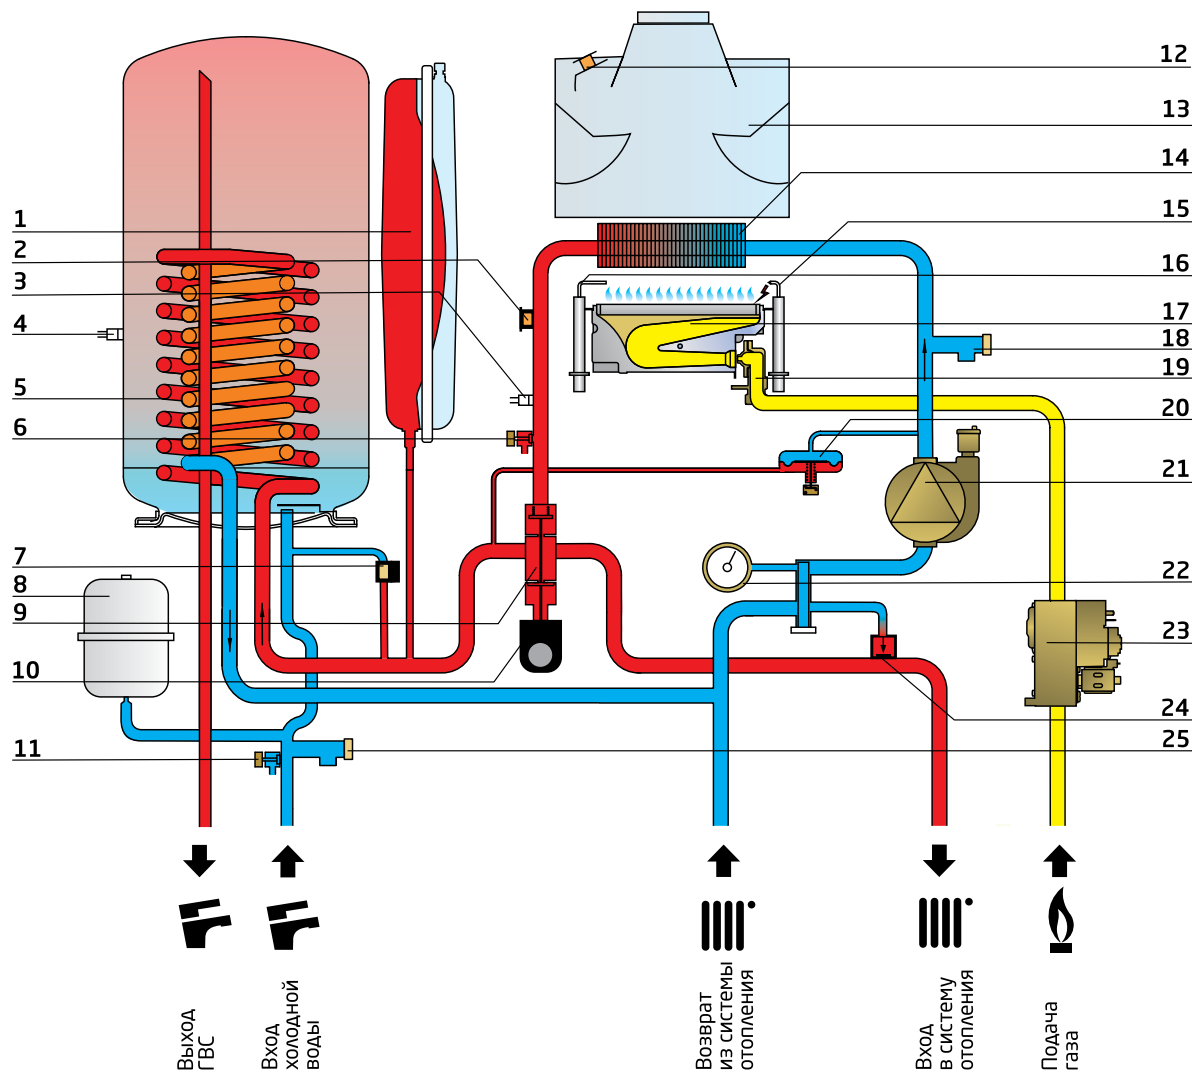 1
2
3
4
5
6
7
8
9
10
11
12
13
14
15
16
17
18
19
20
21
22
23
24
25
Выход
ГВС
Вход
холодной
воды
Возврат
из системы
отопления
Вход
в систему
отопления
Подача
газа